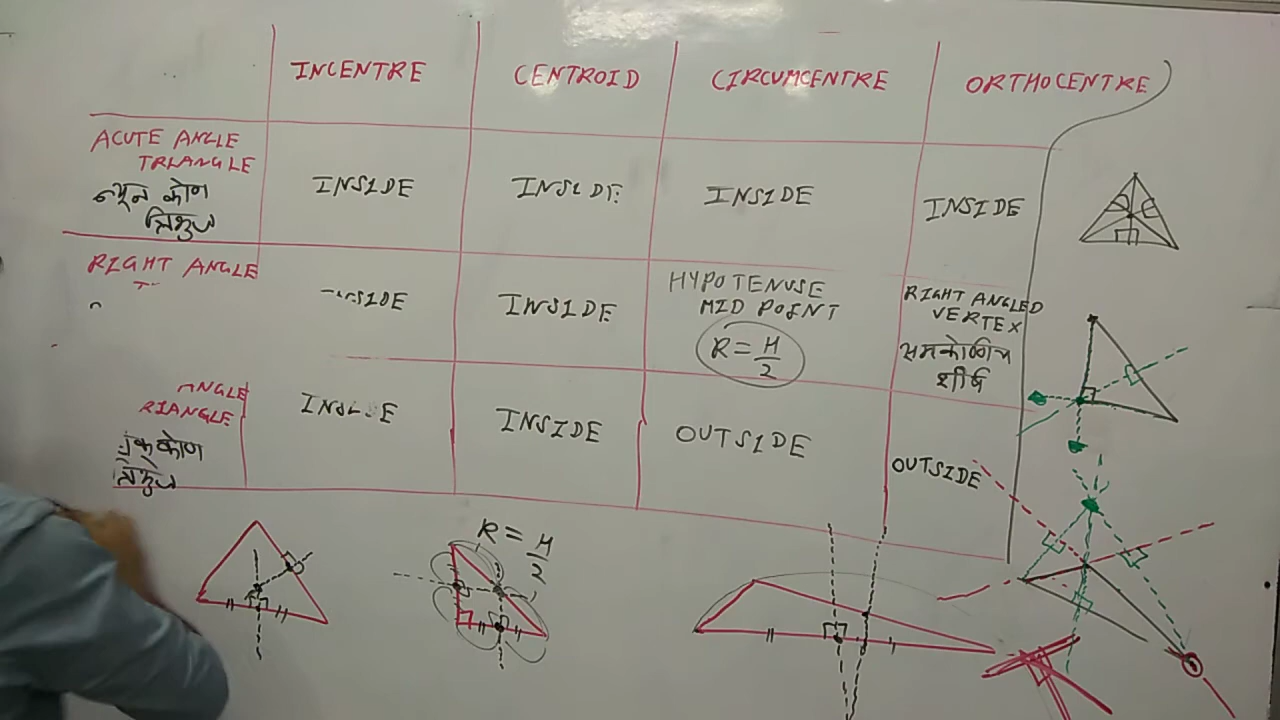 INCENTRE
CENTROID
CIRCUMCENTRE
ORTHOCENTRE
ACUTE ANGLE
TRIANGLE
न्यून कोण
त्रिभुज
INSIDE
INSIDE
INSIDE
INSIDE
RIGHT ANGLE
INSIDE
HYPOTENUSE
MID POINT
R = H/2
RIGHT ANGLED
VERTEX
समकोणिय
शीर्ष
ANGLE
RIANGLE
कोण
त्रिभुज
INSIDE
INSIDE
OUTSIDE
OUTSIDE
R = H/2